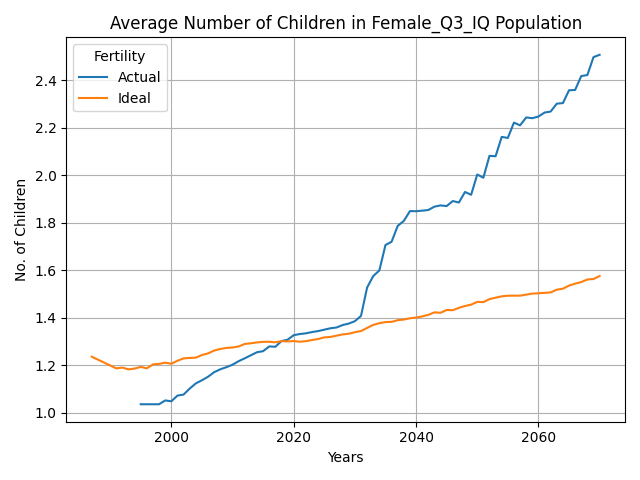 Average Number of Children in Female_Q3_IQ Population
Fertility
Actual
Ideal
No. of Children
2.4
2.2
2.0
1.8
1.6
1.4
1.2
1.0
2000 2020 2040 2060
Years